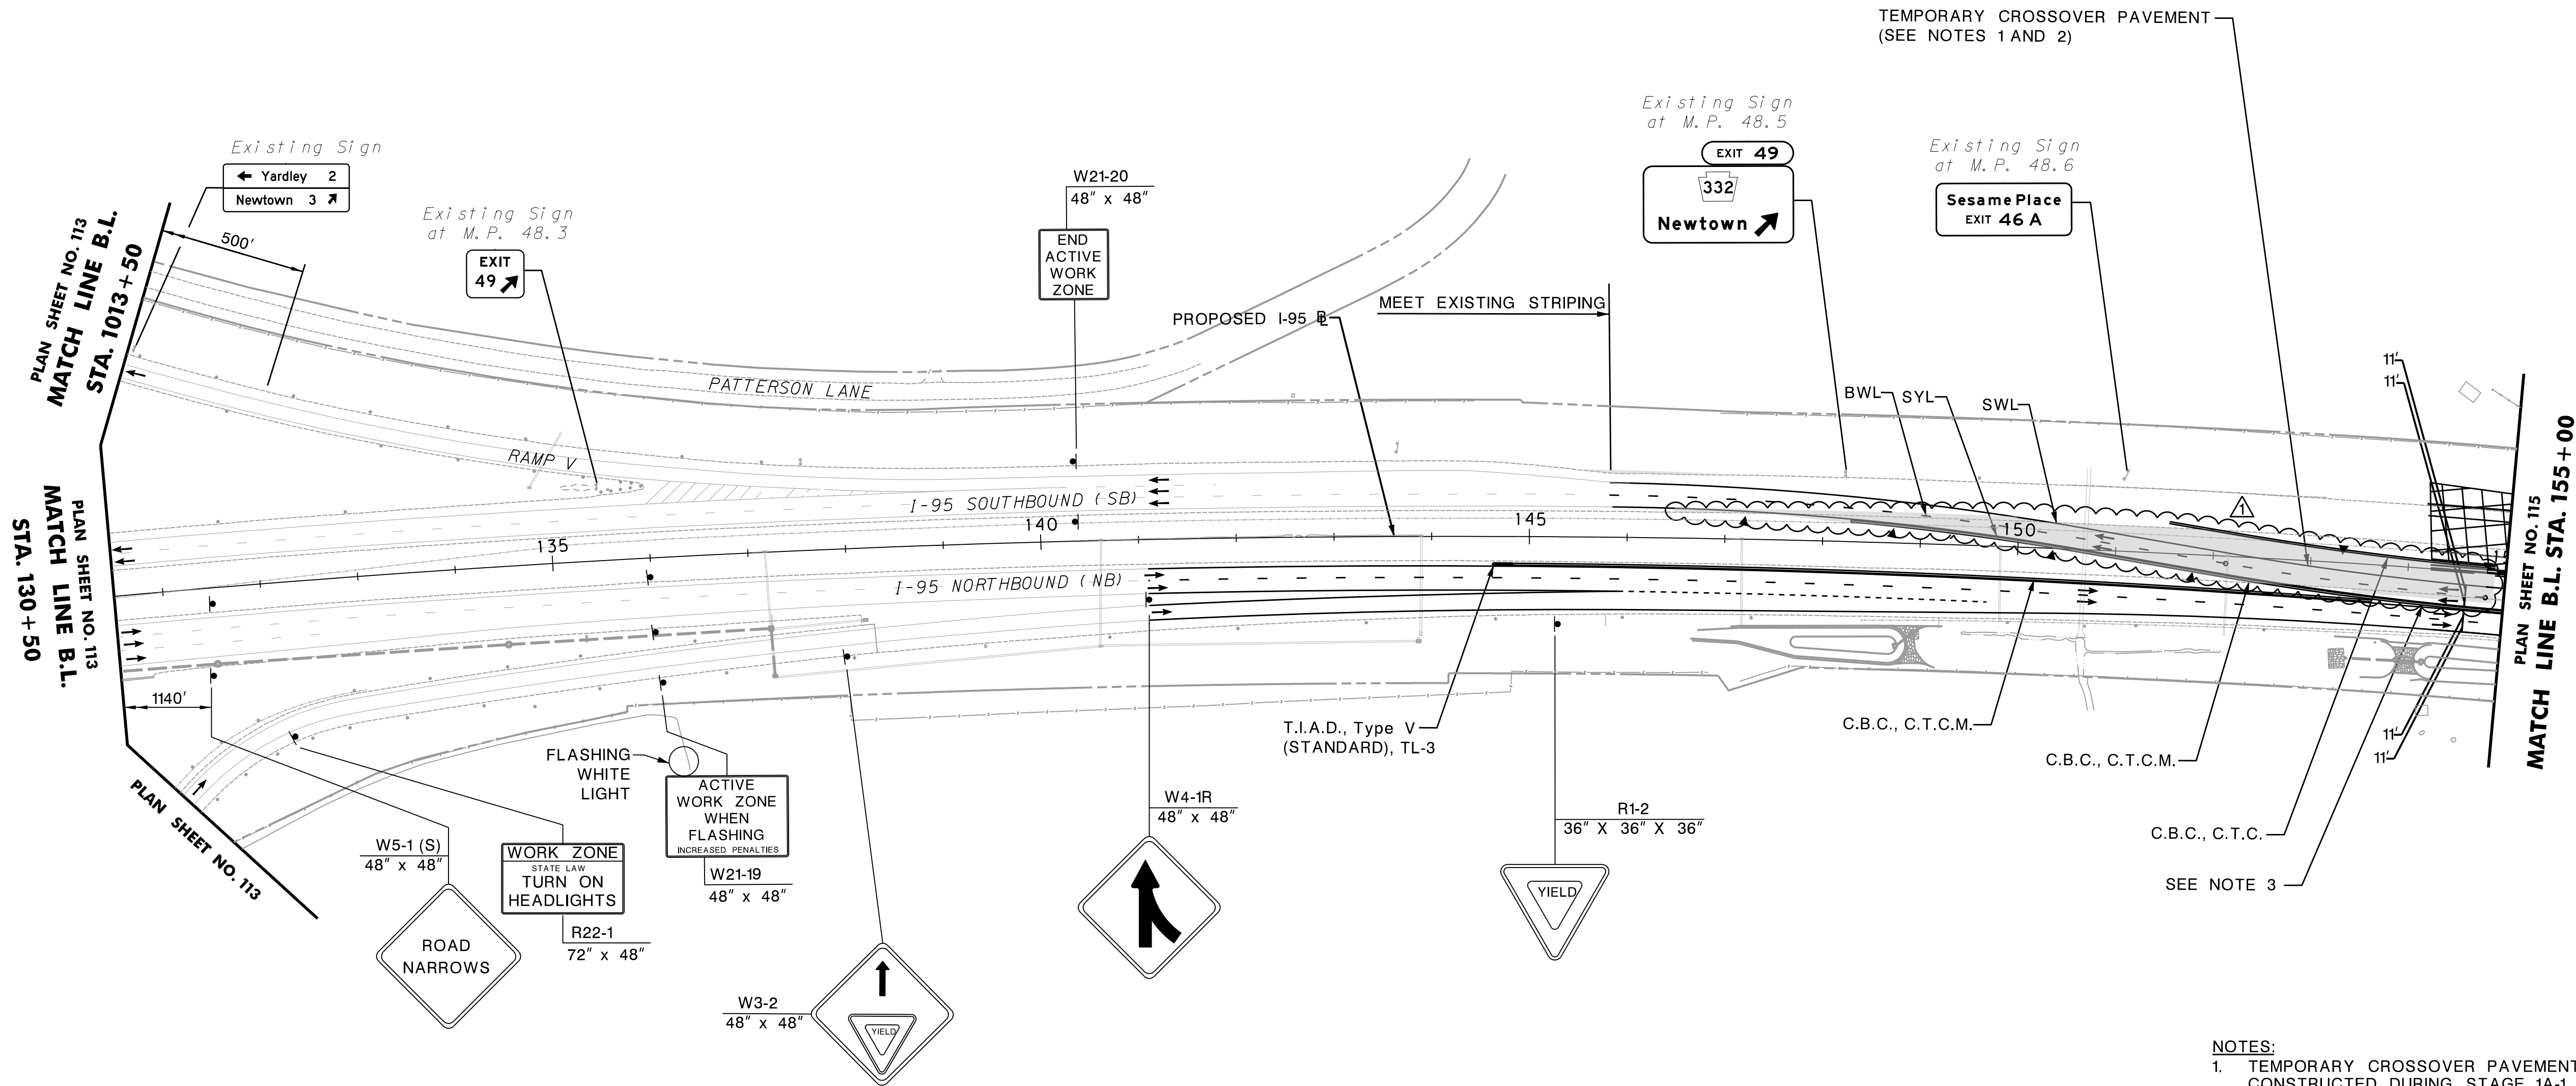 TEMPORARY CROSSOVER PAVEMENT
(SEE NOTES 1 AND 2)
Existing Sign
at M.P. 48.5
EXIT 49
332
Newtown
Existing Sign
at M.P. 48.6
Sesame Place
EXIT 46 A
Existing Sign
← Yardley 2
Newtown 3 ↗
500'
Existing Sign
at M.P. 48.3
EXIT
49
W21-20
48" x 48"
END
ACTIVE
WORK
ZONE
PLAN SHEET NO. 113
MATCH LINE B.L.
STA. 1013+50
MEET EXISTING STRIPING
PROPOSED I-95 BL
PATTERSON LANE
RAMP V
BWL
SYL
SWL
11'
11'
1
I-95 SOUTHBOUND (SB)
135
140
145
150
I-95 NORTHBOUND (NB)
PLAN SHEET NO. 113
MATCH LINE B.L.
STA. 130+50
PLAN SHEET NO. 115
MATCH LINE B.L. STA. 155+00
1140'
PLAN SHEET NO. 113
FLASHING
WHITE
LIGHT
ACTIVE
WORK ZONE
WHEN
FLASHING
INCREASED PENALTIES
W21-19
48" x 48"
T.I.A.D., Type V
(STANDARD), TL-3
C.B.C., C.T.C.M.
C.B.C., C.T.C.M.
11'
11'
C.B.C., C.T.C.
SEE NOTE 3
W5-1 (S)
48" x 48"
ROAD
NARROWS
WORK ZONE
STATE LAW
TURN ON
HEADLIGHTS
R22-1
72" x 48"
W3-2
48" x 48"
YIELD
W4-1R
48" x 48"
R1-2
36" X 36" X 36"
YIELD
NOTES:
1. TEMPORARY CROSSOVER PAVEMENT
CONSTRUCTED DURING STAGE 1A-1